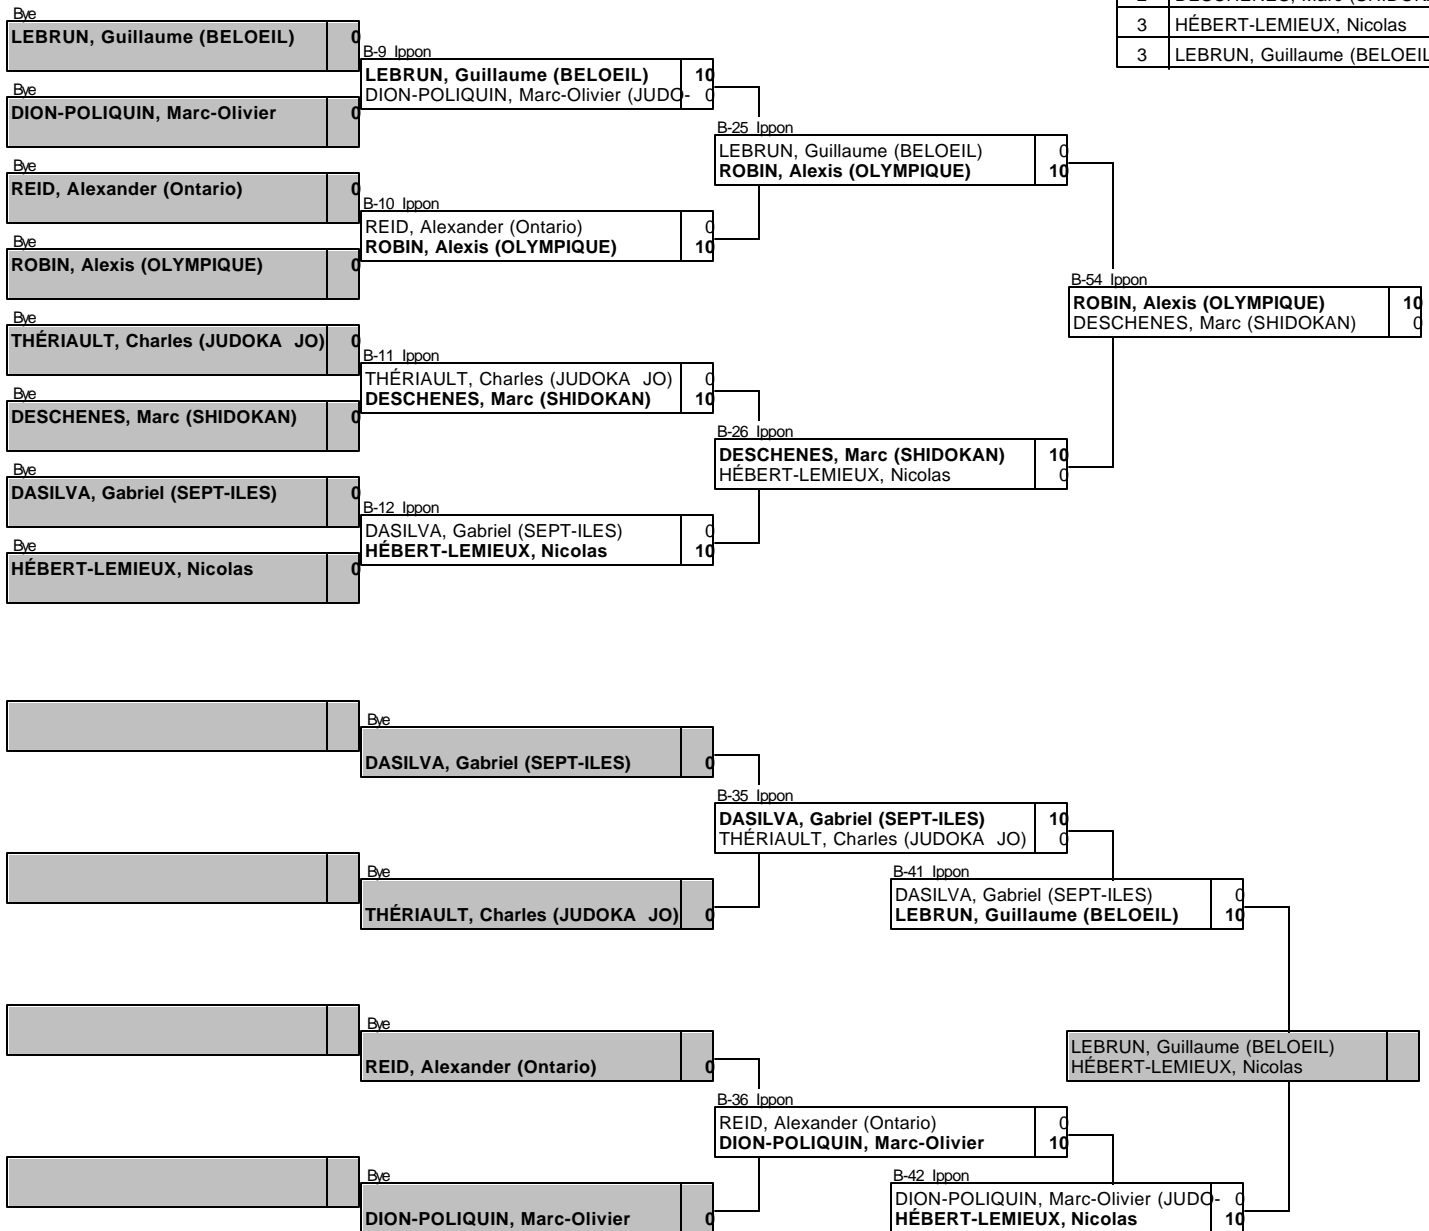 Bye
LEBRUN, Guillaume (BELOEIL) 0
Bye
DION-POLIQUIN, Marc-Olivier 0
Bye
REID, Alexander (Ontario) 0
Bye
ROBIN, Alexis (OLYMPIQUE) 0
Bye
THÉRIAULT, Charles (JUDOKA JO) 0
Bye
DESCHENES, Marc (SHIDOKAN) 0
Bye
DASILVA, Gabriel (SEPT-ILES) 0
Bye
HÉBERT-LEMIEUX, Nicolas 0
B-9 Ippon
LEBRUN, Guillaume (BELOEIL) 10
DION-POLIQUIN, Marc-Olivier (JUDO- 0
B-10 Ippon
REID, Alexander (Ontario) 0
ROBIN, Alexis (OLYMPIQUE) 10
B-11 Ippon
THÉRIAULT, Charles (JUDOKA JO) 0
DESCHENES, Marc (SHIDOKAN) 10
B-12 Ippon
DASILVA, Gabriel (SEPT-ILES) 0
HÉBERT-LEMIEUX, Nicolas 10
B-25 Ippon
LEBRUN, Guillaume (BELOEIL) 0
ROBIN, Alexis (OLYMPIQUE) 10
B-26 Ippon
DESCHENES, Marc (SHIDOKAN) 10
HÉBERT-LEMIEUX, Nicolas 0
B-54 Ippon
ROBIN, Alexis (OLYMPIQUE) 10
DESCHENES, Marc (SHIDOKAN) 0
3 HÉBERT-LEMIEUX, Nicolas
3 LEBRUN, Guillaume (BELOEIL
Bye
DASILVA, Gabriel (SEPT-ILES) 0
Bye
THÉRIAULT, Charles (JUDOKA JO) 0
Bye
REID, Alexander (Ontario) 0
Bye
DION-POLIQUIN, Marc-Olivier 0
B-35 Ippon
DASILVA, Gabriel (SEPT-ILES) 10
THÉRIAULT, Charles (JUDOKA JO) 0
B-36 Ippon
REID, Alexander (Ontario) 0
DION-POLIQUIN, Marc-Olivier 10
B-41 Ippon
DASILVA, Gabriel (SEPT-ILES) 0
LEBRUN, Guillaume (BELOEIL) 10
B-42 Ippon
DION-POLIQUIN, Marc-Olivier (JUDO- 0
HÉBERT-LEMIEUX, Nicolas 10
LEBRUN, Guillaume (BELOEIL)
HÉBERT-LEMIEUX, Nicolas